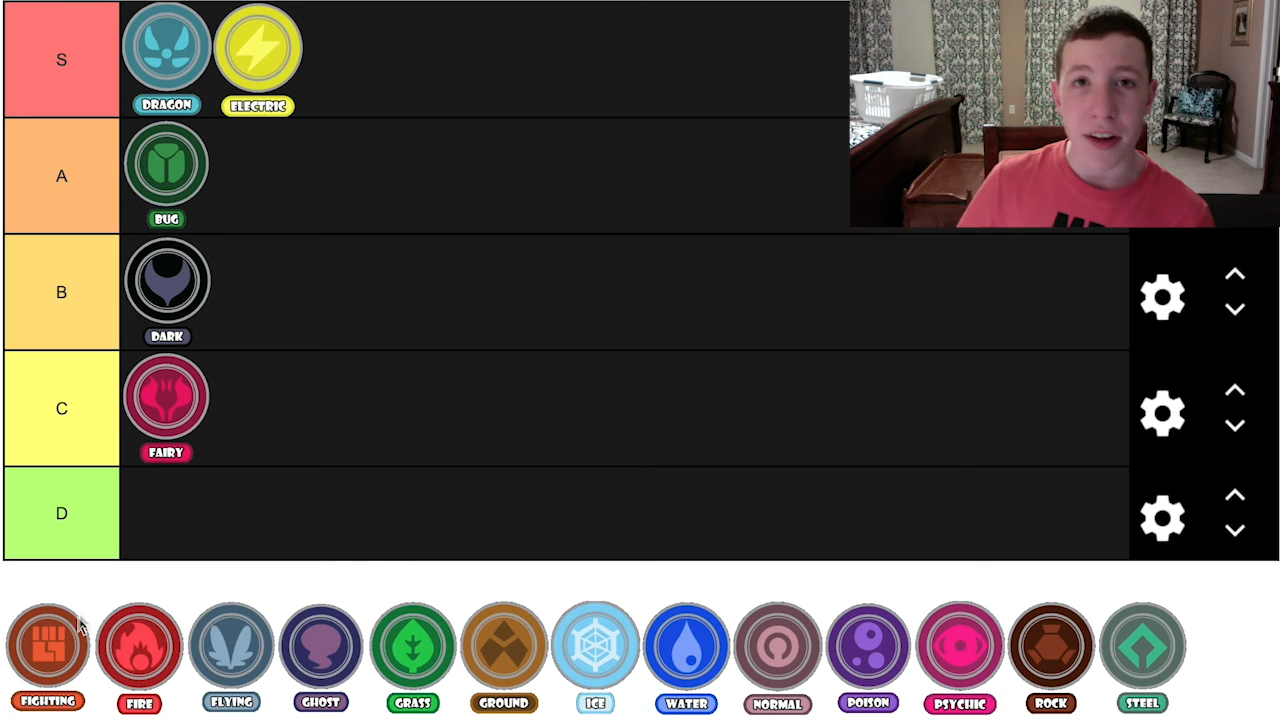 S
DRAGON
ELECTRIC
A
BUG
B
DARK
C
FAIRY
D
FIGHTING
FIRE
FLYING
GHOST
GRASS
GROUND
ICE
WATER
NORMAL
POISON
PSYCHIC
ROCK
STEEL